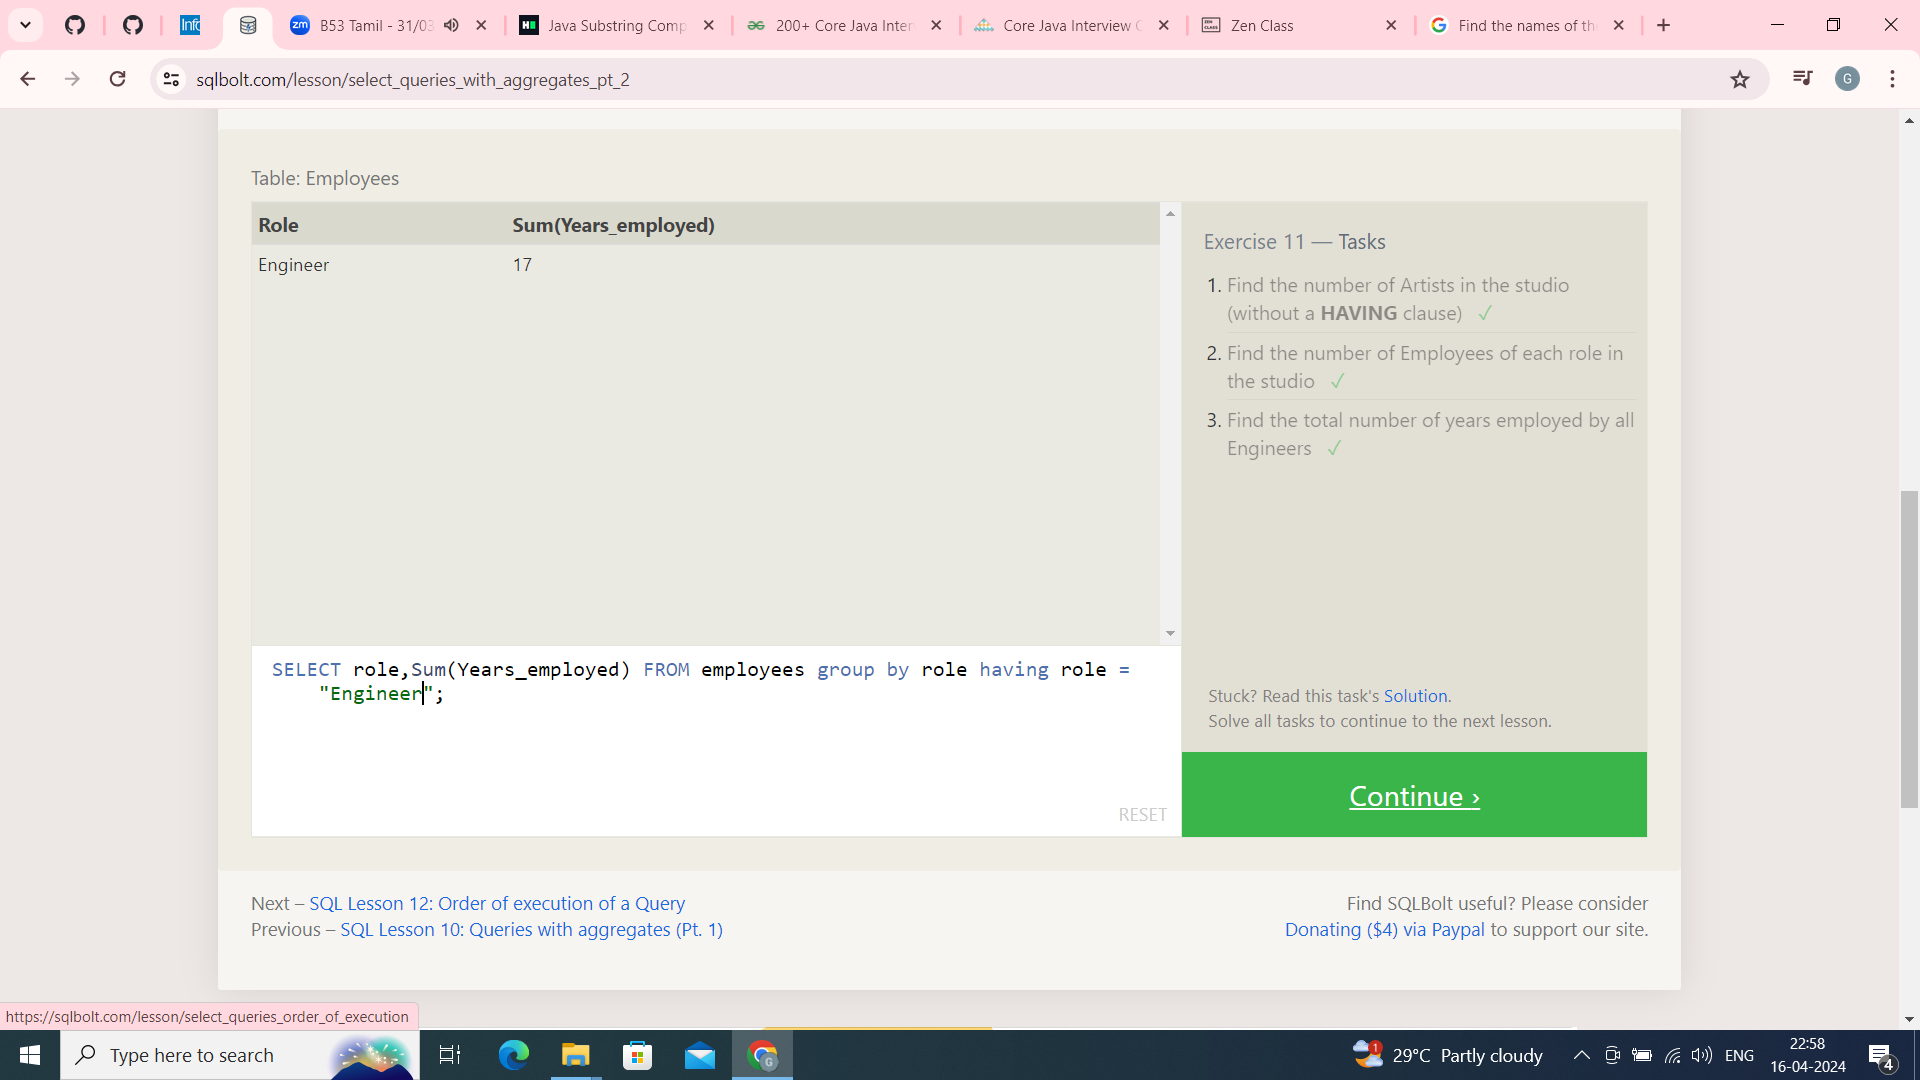 Info
zm
B53 Tamil - 31/03
Java Substring Comp
200+ Core Java Inter
Core Java Interview
Zen Class
Find the names of th
sqlbolt.com/lesson/select_queries_with_aggregates_pt_2
G
Table: Employees
Role Sum(Years_employed)
Engineer 17
Exercise 11 — Tasks
1. Find the number of Artists in the studio
(without a HAVING clause) ✓
2. Find the number of Employees of each role in
the studio ✓
3. Find the total number of years employed by all
Engineers ✓
SELECT role,Sum(Years_employed) FROM employees group by role having role =
"Engineer";
RESET
Stuck? Read this task's Solution.
Solve all tasks to continue to the next lesson.
Continue ›
Next – SQL Lesson 12: Order of execution of a Query
Previous – SQL Lesson 10: Queries with aggregates (Pt. 1)
Find SQLBolt useful? Please consider
Donating ($4) via Paypal to support our site.
https://sqlbolt.com/lesson/select_queries_order_of_execution
Type here to search
G
1
29°C Partly cloudy
ENG
22:58
16-04-2024
4